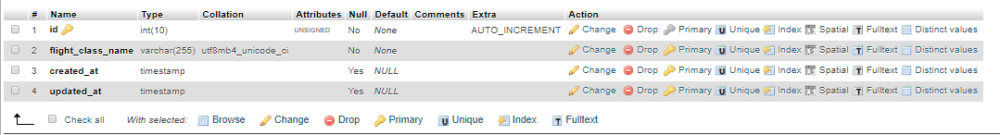 # Name Type Collation Attributes Null Default Comments Extra Action
1 id int(10) UNSIGNED No None AUTO_INCREMENT Change Drop Primary Unique Index Spatial Fulltext Distinct values
2 flight_class_name varchar(255) utf8mb4_unicode_ci No None Change Drop Primary Unique Index Spatial Fulltext Distinct values
3 created_at timestamp Yes NULL Change Drop Primary Unique Index Spatial Fulltext Distinct values
4 updated_at timestamp Yes NULL Change Drop Primary Unique Index Spatial Fulltext Distinct values
Check all With selected: Browse Change Drop Primary Unique Index Fulltext